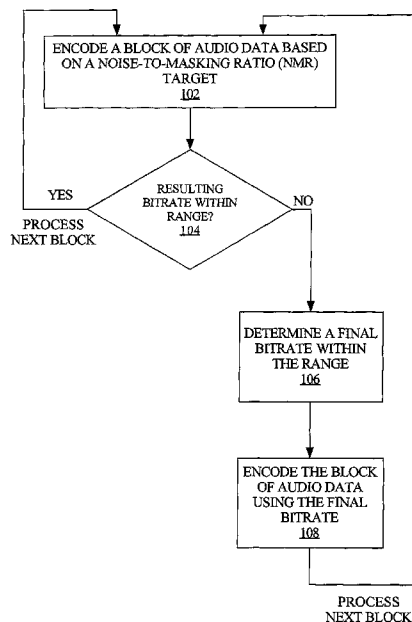 ENCODE A BLOCK OF AUDIO DATA BASED
ON A NOISE-TO-MASKING RATIO (NMR)
TARGET
102
YES
RESULTING
BITRATE WITHIN
RANGE?
104
NO
PROCESS
NEXT BLOCK
DETERMINE A FINAL
BITRATE WITHIN
THE RANGE
106
ENCODE THE BLOCK
OF AUDIO DATA
USING THE FINAL
BITRATE
108
PROCESS
NEXT BLOCK